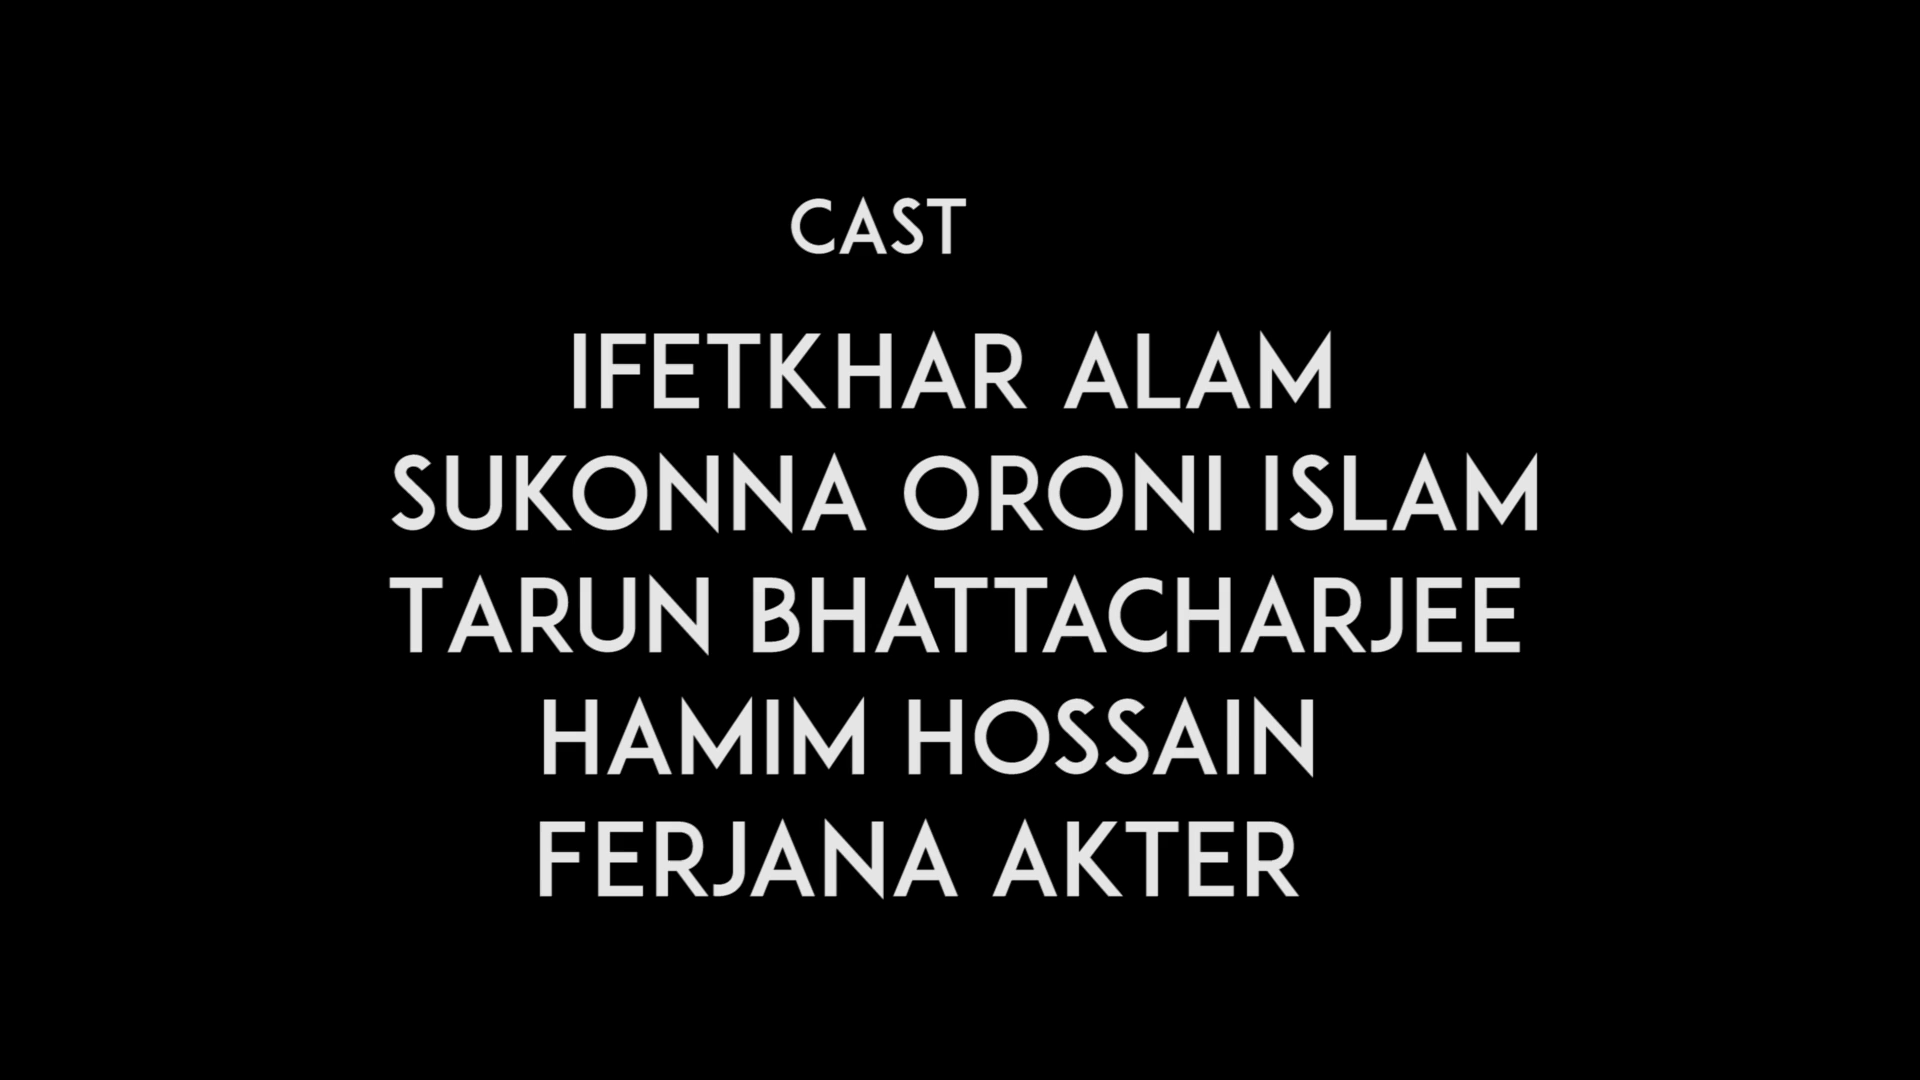 CAST
IFETKHAR ALAM
SUKONNA ORONI ISLAM
TARUN BHATTACHARJEE
HAMIM HOSSAIN
FERJANA AKTER